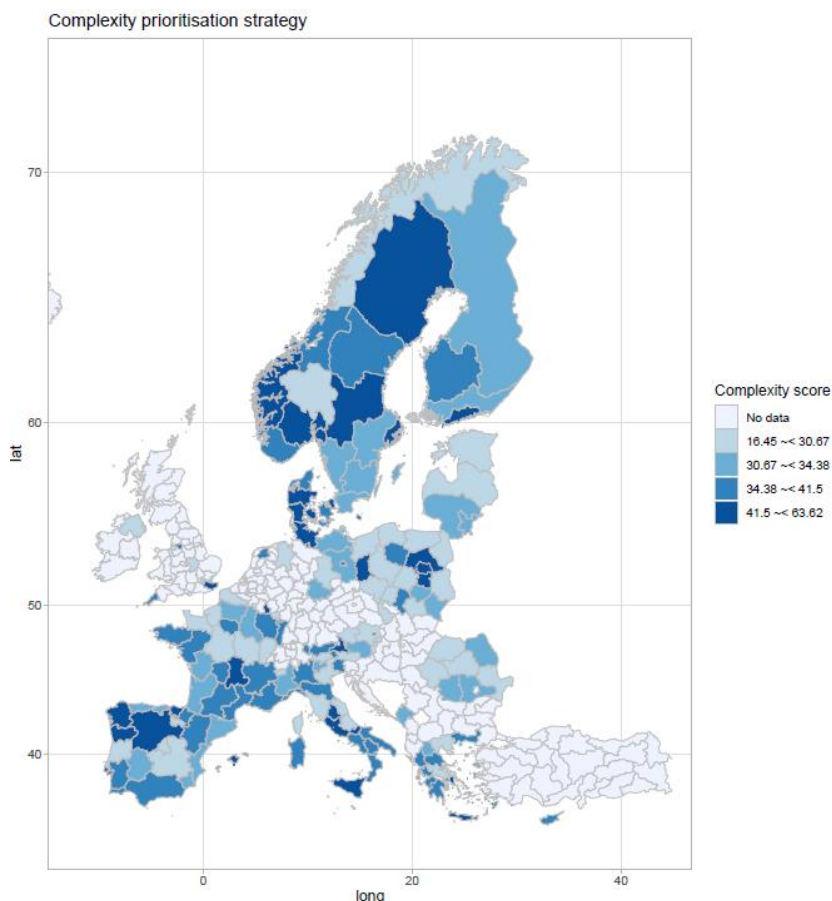 Complexity prioritisation strategy
70
60
50
40
lat
0
20
40
long
Complexity score
No data
16.45 ~< 30.67
30.67 ~< 34.38
34.38 ~< 41.5
41.5 ~< 63.62